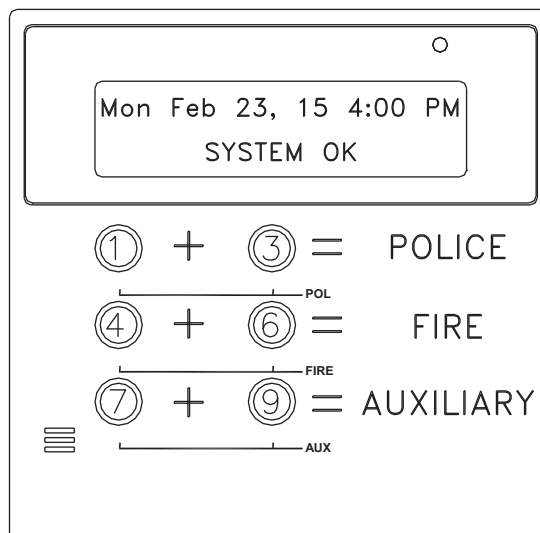 Mon Feb 23, 15 4:00 PM
SYSTEM OK
1 + 3 = POLICE
POL
4 + 6 = FIRE
FIRE
7 + 9 = AUXILIARY
AUX